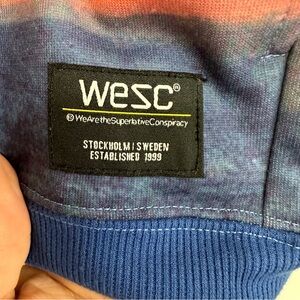 wesc®
©WeAretheSuperlativeConspiracy
STOCKHOLM | SWEDEN
ESTABLISHED 1999